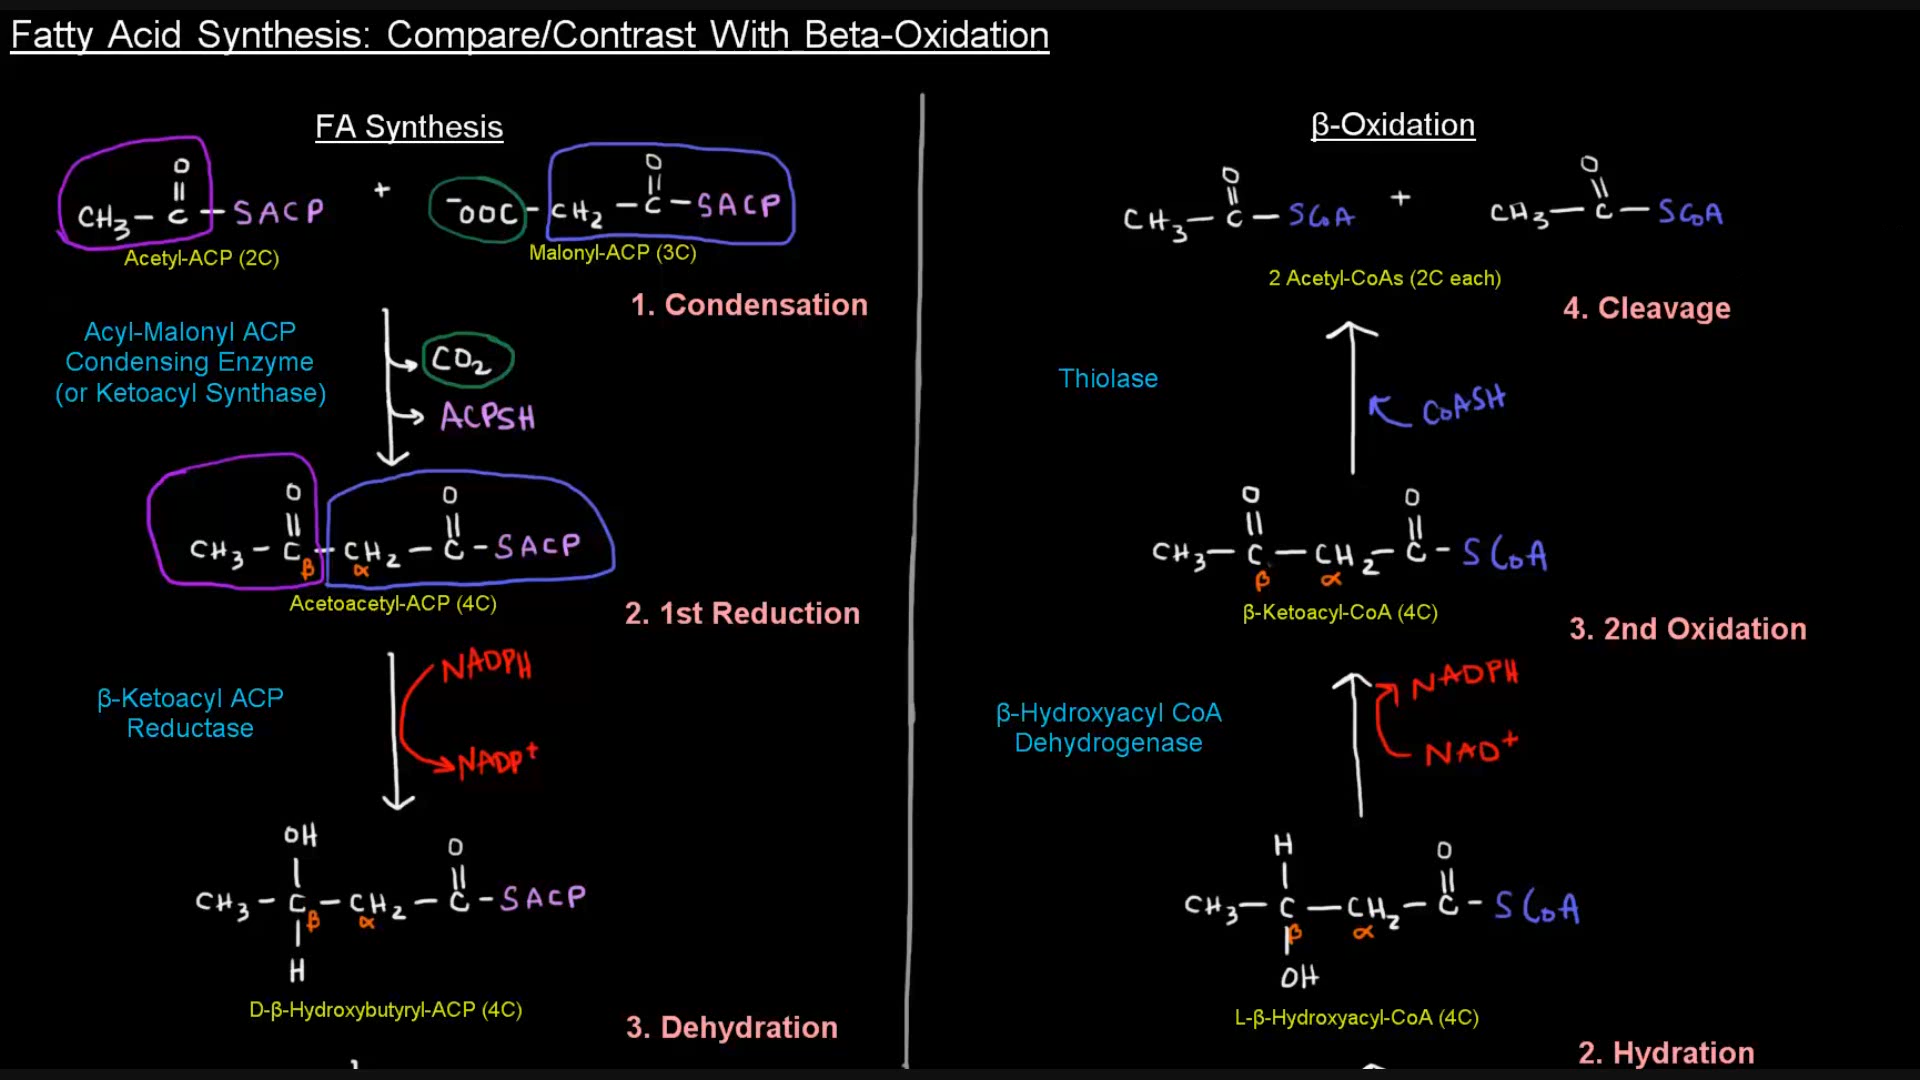 Fatty Acid Synthesis: Compare/Contrast With Beta-Oxidation
FA Synthesis
O
||
CH3 – C – SACP
+
O
||
⁻OOC – CH2 – C – SACP
Acetyl-ACP (2C)
Malonyl-ACP (3C)
1. Condensation
Acyl-Malonyl ACP
Condensing Enzyme
(or Ketoacyl Synthase)
CO2
ACPSH
O O
|| ||
CH3 – C – CH2 – C – SACP
β α
Acetoacetyl-ACP (4C)
2. 1st Reduction
β-Ketoacyl ACP
Reductase
NADPH
NADP+
OH O
| ||
CH3 – C – CH2 – C – SACP
| β α
H
D-β-Hydroxybutyryl-ACP (4C)
3. Dehydration
β-Oxidation
O O
|| ||
CH3 – C – SCoA + CH3 – C – SCoA
2 Acetyl-CoAs (2C each)
4. Cleavage
Thiolase
CoASH
O O
|| ||
CH3 – C – CH2 – C – SCoA
β α
β-Ketoacyl-CoA (4C)
3. 2nd Oxidation
β-Hydroxyacyl CoA
Dehydrogenase
NADPH
NAD+
H O
| ||
CH3 – C – CH2 – C – SCoA
| β α
OH
L-β-Hydroxyacyl-CoA (4C)
2. Hydration